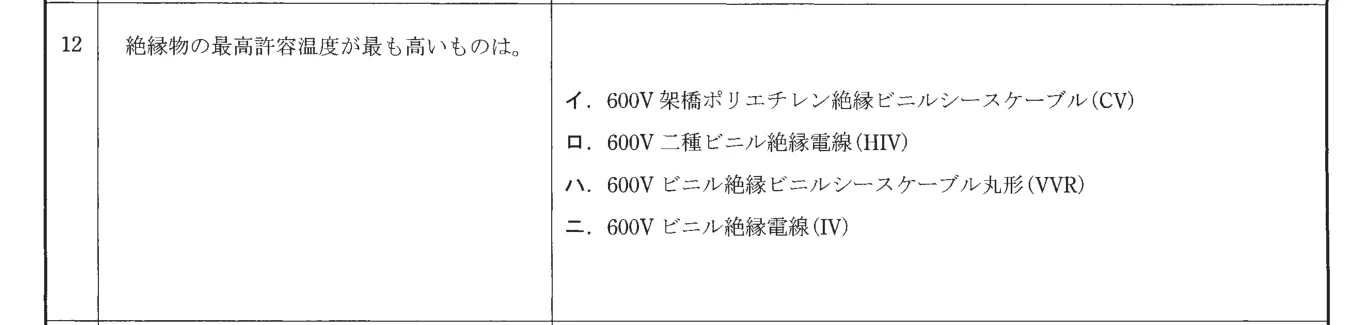 12 絶縁物の最高許容温度が最も高いものは。
イ. 600V 架橋ポリエチレン絶縁ビニルシースケーブル(CV)
ロ. 600V 二種ビニル絶縁電線(HIV)
ハ. 600V ビニル絶縁ビニルシースケーブル丸形(VVR)
ニ. 600V ビニル絶縁電線(IV)